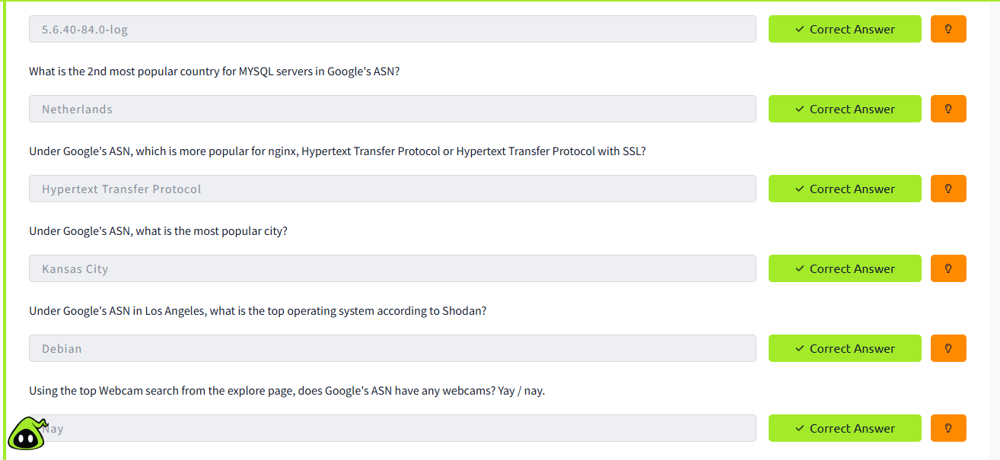 5.6.40-84.0-log
✓ Correct Answer
What is the 2nd most popular country for MYSQL servers in Google's ASN?
Netherlands
✓ Correct Answer
Under Google's ASN, which is more popular for nginx, Hypertext Transfer Protocol or Hypertext Transfer Protocol with SSL?
Hypertext Transfer Protocol
✓ Correct Answer
Under Google's ASN, what is the most popular city?
Kansas City
✓ Correct Answer
Under Google's ASN in Los Angeles, what is the top operating system according to Shodan?
Debian
✓ Correct Answer
Using the top Webcam search from the explore page, does Google's ASN have any webcams? Yay / nay.
Nay
✓ Correct Answer